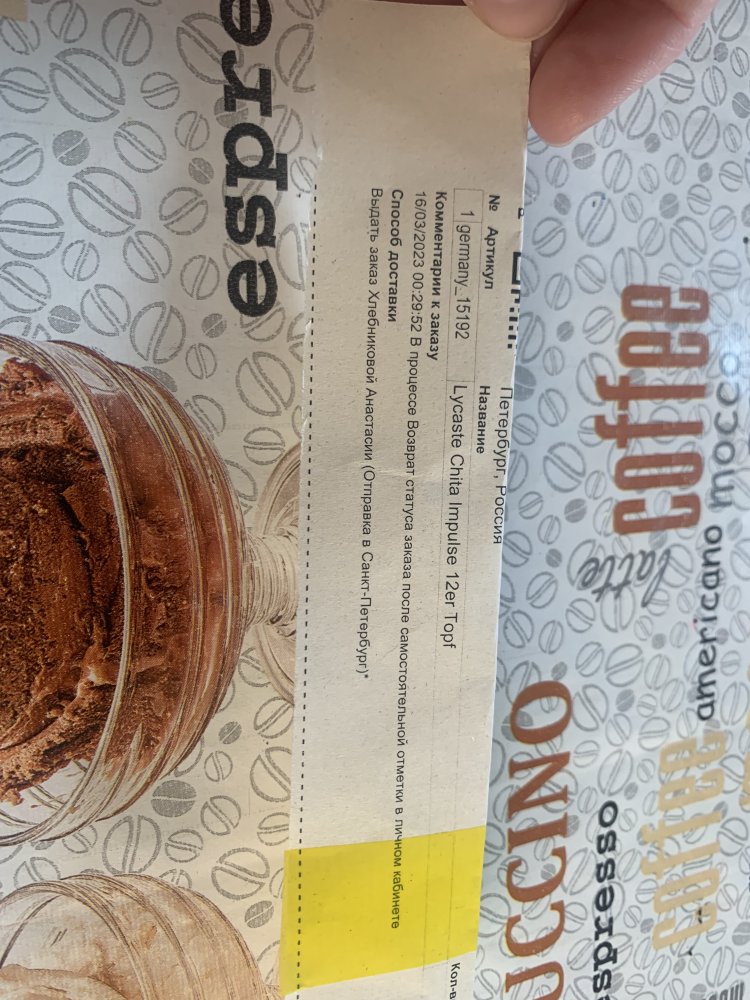 Петербург, Россия
№ Артикул Название Кол-в
1 germany_15192 Lycaste Chita Impulse 12er Topf
Комментарии к заказу
16/03/2023 00:29:52 В процессе Возврат статуса заказа после самостоятельной отметки в личном кабинете
Способ доставки
Выдать заказ Хлебниковой Анастасии (Отправка в Санкт-Петербург)*
espre
coffee
latte
americano
mocc
coffee
UCCINO
espresso